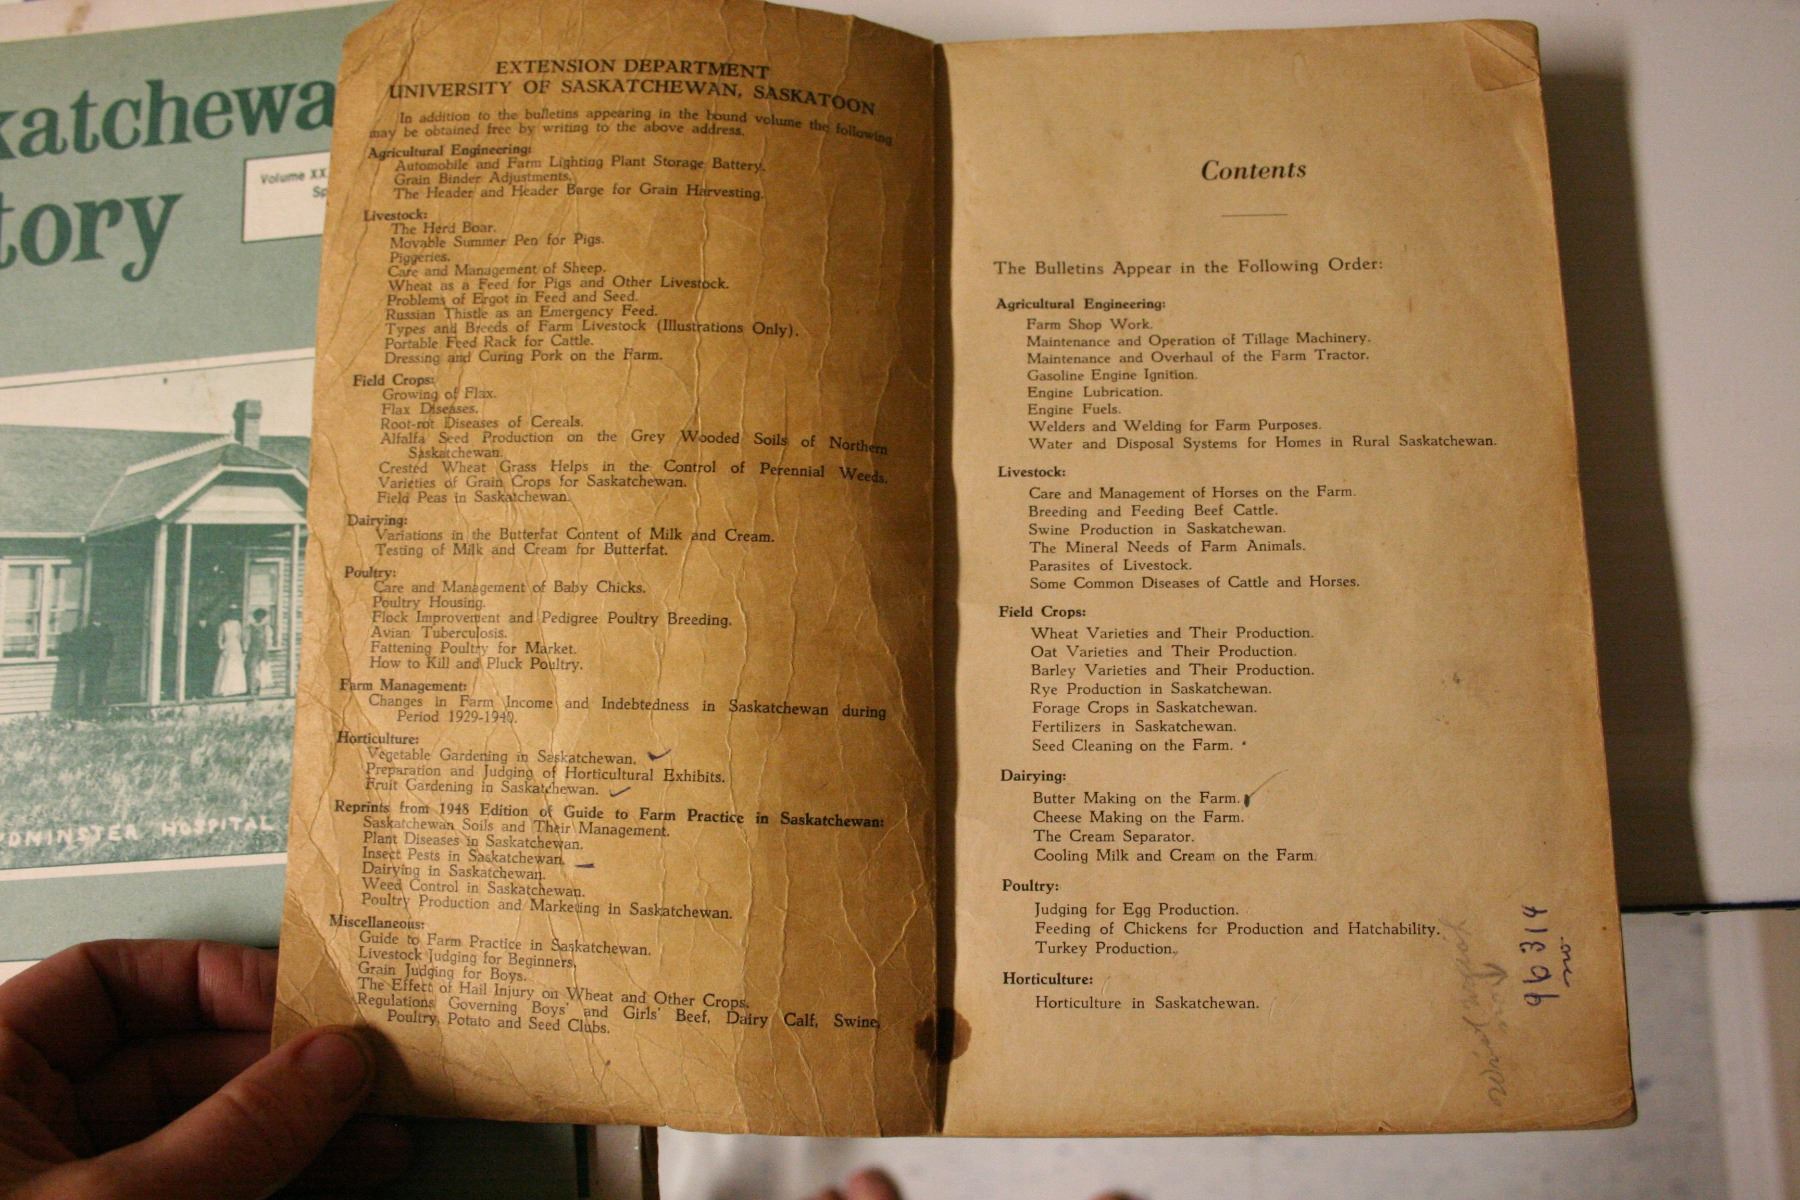 katchewa
tory
Volume XX
Sp
DMINSTER HOSPITAL
EXTENSION DEPARTMENT
UNIVERSITY OF SASKATCHEWAN, SASKATOON
In addition to the bulletins appearing in the bound volume the following
may be obtained free by writing to the above address.
Agricultural Engineering:
Automobile and Farm Lighting Plant Storage Battery.
Grain Binder Adjustments.
The Header and Header Barge for Grain Harvesting.
Livestock:
The Herd Boar.
Movable Summer Pen for Pigs.
Piggeries.
Care and Management of Sheep.
Wheat as a Feed for Pigs and Other Livestock.
Problems of Ergot in Feed and Seed.
Russian Thistle as an Emergency Feed.
Types and Breeds of Farm Livestock (Illustrations Only).
Portable Feed Rack for Cattle.
Dressing and Curing Pork on the Farm.
Field Crops:
Growing of Flax.
Flax Diseases.
Root-rot Diseases of Cereals.
Alfalfa Seed Production on the Grey Wooded Soils of Northern
Saskatchewan.
Crested Wheat Grass Helps in the Control of Perennial Weeds.
Varieties of Grain Crops for Saskatchewan.
Field Peas in Saskatchewan.
Dairying:
Variations in the Butterfat Content of Milk and Cream.
Testing of Milk and Cream for Butterfat.
Poultry:
Care and Management of Baby Chicks.
Poultry Housing.
Flock Improvement and Pedigree Poultry Breeding.
Avian Tuberculosis.
Fattening Poultry for Market.
How to Kill and Pluck Poultry.
Farm Management:
Changes in Farm Income and Indebtedness in Saskatchewan during
Period 1929-1940.
Horticulture:
Vegetable Gardening in Saskatchewan.
Preparation and Judging of Horticultural Exhibits.
Fruit Gardening in Saskatchewan.
Reprints from 1948 Edition of Guide to Farm Practice in Saskatchewan:
Saskatchewan Soils and Their Management.
Plant Diseases in Saskatchewan.
Insect Pests in Saskatchewan.
Dairying in Saskatchewan.
Weed Control in Saskatchewan.
Poultry Production and Marketing in Saskatchewan.
Miscellaneous:
Guide to Farm Practice in Saskatchewan.
Livestock Judging for Beginners.
Grain Judging for Boys.
The Effect of Hail Injury on Wheat and Other Crops.
Regulations Governing Boys' and Girls' Beef, Dairy Calf, Swine,
Poultry, Potato and Seed Clubs.
Contents
The Bulletins Appear in the Following Order:
Agricultural Engineering:
Farm Shop Work.
Maintenance and Operation of Tillage Machinery.
Maintenance and Overhaul of the Farm Tractor.
Gasoline Engine Ignition.
Engine Lubrication.
Engine Fuels.
Welders and Welding for Farm Purposes.
Water and Disposal Systems for Homes in Rural Saskatchewan.
Livestock:
Care and Management of Horses on the Farm.
Breeding and Feeding Beef Cattle.
Swine Production in Saskatchewan.
The Mineral Needs of Farm Animals.
Parasites of Livestock.
Some Common Diseases of Cattle and Horses.
Field Crops:
Wheat Varieties and Their Production.
Oat Varieties and Their Production.
Barley Varieties and Their Production.
Rye Production in Saskatchewan.
Forage Crops in Saskatchewan.
Fertilizers in Saskatchewan.
Seed Cleaning on the Farm.
Dairying:
Butter Making on the Farm.
Cheese Making on the Farm.
The Cream Separator.
Cooling Milk and Cream on the Farm.
Poultry:
Judging for Egg Production.
Feeding of Chickens for Production and Hatchability.
Turkey Production.
Horticulture:
Horticulture in Saskatchewan.
96314